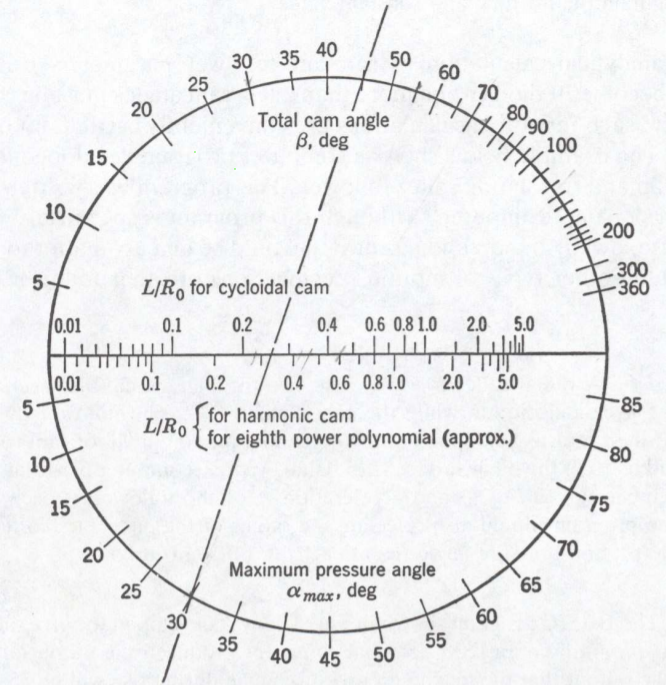 5 10 15 20 25 30 35 40 50 60 70 80 90 100 200 300 360
Total cam angle
β, deg
L/R₀ for cycloidal cam
0.01 0.1 0.2 0.4 0.6 0.8 1.0 2.0 5.0
0.01 0.1 0.2 0.4 0.6 0.8 1.0 2.0 5.0
L/R₀ { for harmonic cam
for eighth power polynomial (approx.)
Maximum pressure angle
α max, deg
5 10 15 20 25 30 35 40 45 50 55 60 65 70 75 80 85